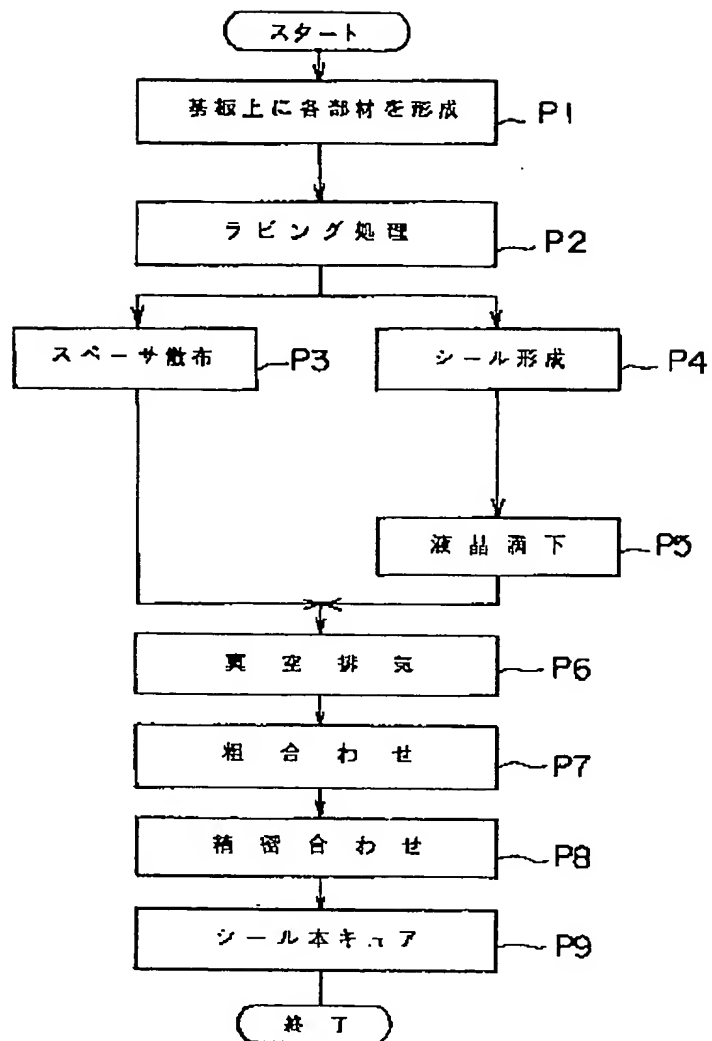 スタート
基板上に各部材を形成 P1
ラビング処理 P2
スペーサ散布 P3
シール形成 P4
液晶滴下 P5
真空排気 P6
粗合わせ P7
精密合わせ P8
シール本キュア P9
終了